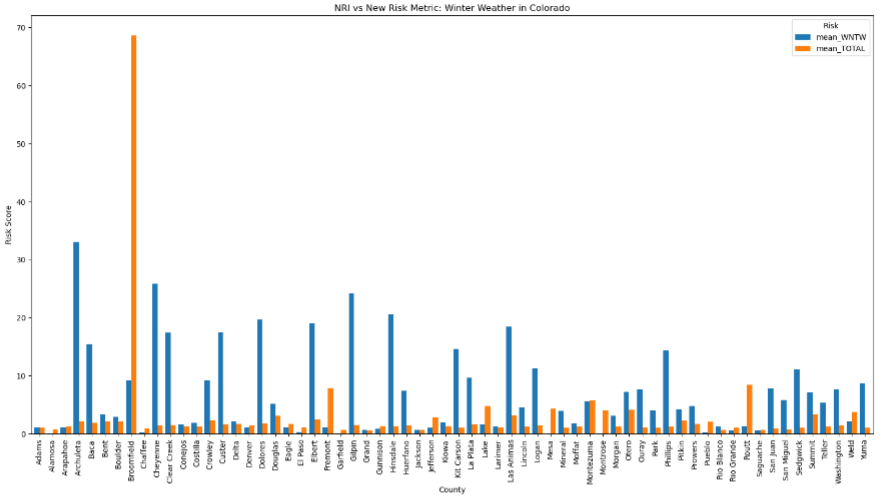 NRI vs New Risk Metric: Winter Weather in Colorado
Risk
mean_WNTW
mean_TOTAL
Risk Score
70
60
50
40
30
20
10
0
Adams
Alamosa
Arapahoe
Archuleta
Baca
Bent
Boulder
Broomfield
Chaffee
Cheyenne
Clear Creek
Conejos
Costilla
Crowley
Custer
Delta
Denver
Dolores
Douglas
Eagle
El Paso
Elbert
Fremont
Garfield
Gilpin
Grand
Gunnison
Hinsdale
Huerfano
Jackson
Jefferson
Kiowa
Kit Carson
La Plata
Lake
Larimer
Las Animas
Lincoln
Logan
Mesa
Mineral
Moffat
Montezuma
Montrose
Morgan
Otero
Ouray
Park
Phillips
Pitkin
Prowers
Pueblo
Rio Blanco
Rio Grande
Routt
Saguache
San Juan
San Miguel
Sedgwick
Summit
Teller
Washington
Weld
Yuma
County